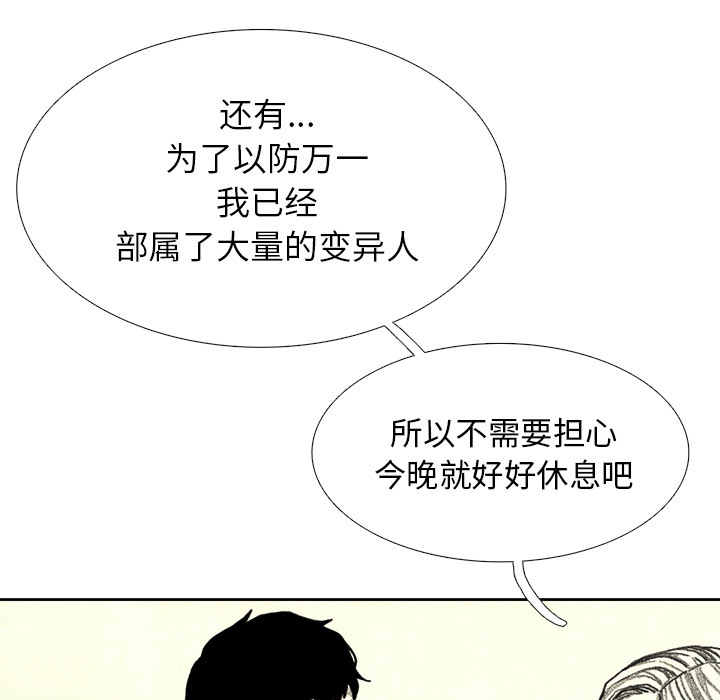 还有...
为了以防万一
我已经
部属了大量的变异人
所以不需要担心
今晚就好好休息吧